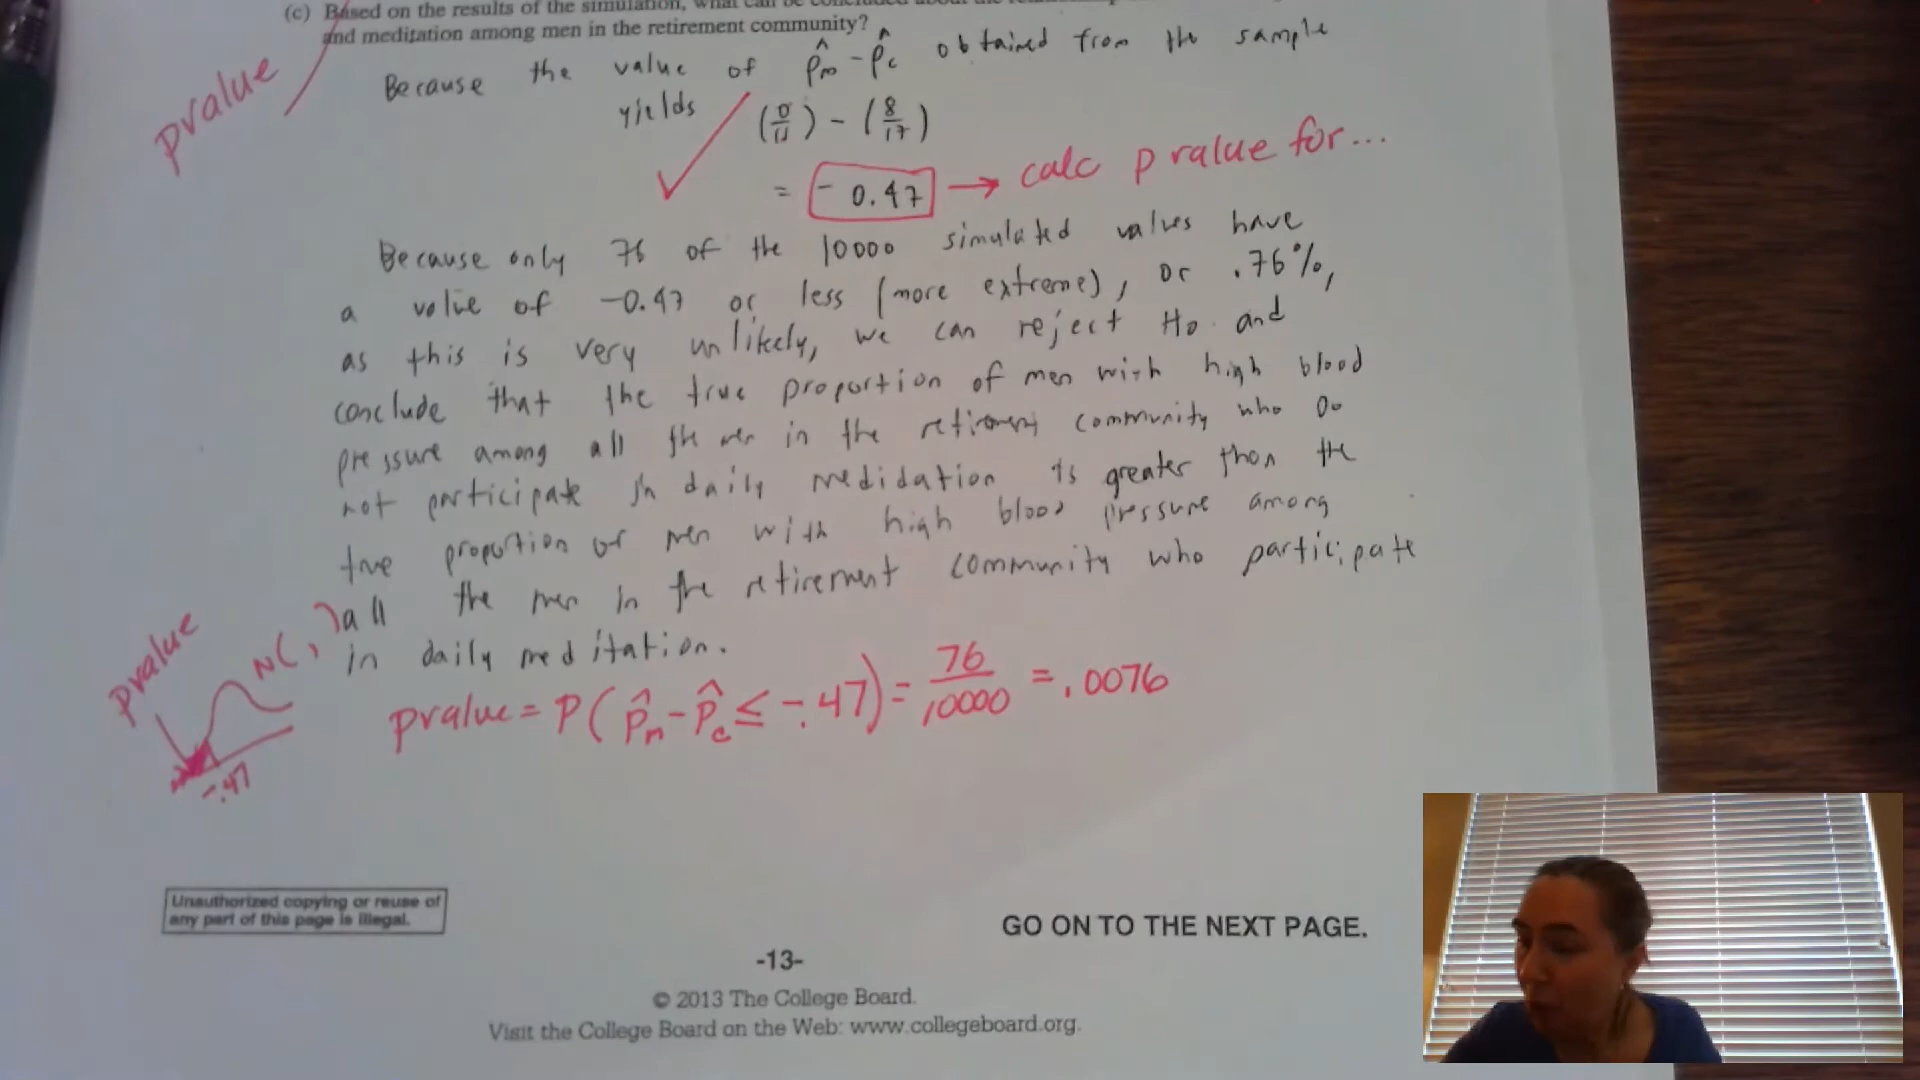 (c) Based on the results of the simulation, what can be concluded about the
and meditation among men in the retirement community?
pvalue
Because the value of p̂m - p̂c obtained from the sample
yields (0/11) - (8/17)
= -0.47 → calc pvalue for...
Because only 76 of the 10000 simulated values have
a value of -0.47 or less (more extreme), or .76%,
as this is very unlikely, we can reject Ho and
conclude that the true proportion of men with high blood
pressure among all the men in the retirement community who do
not participate in daily medidation is greater than the
true proportion of men with high blood pressure among
all the men in the retirement community who participate
in daily meditation.
pvalue
N( , )
-.47
pvalue = P(p̂m - p̂c ≤ -.47) = 76/10000 = .0076
Unauthorized copying or reuse of
any part of this page is illegal.
GO ON TO THE NEXT PAGE.
-13-
© 2013 The College Board.
Visit the College Board on the Web: www.collegeboard.org.